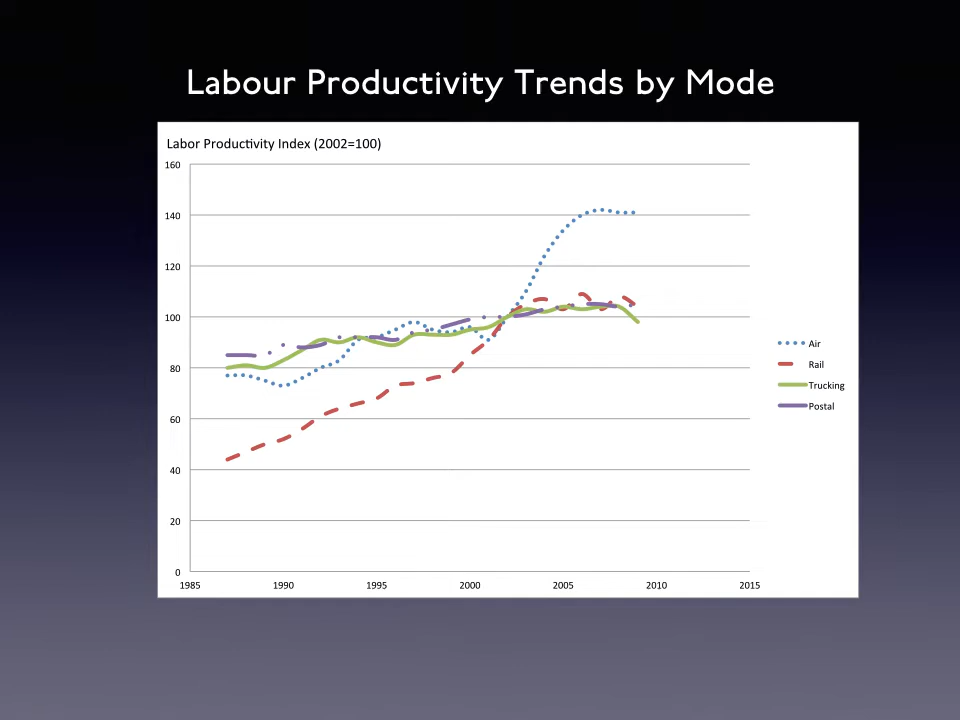 Labour Productivity Trends by Mode
Labor Productivity Index (2002=100)
160
140
120
100
80
60
40
20
0
1985 1990 1995 2000 2005 2010 2015
Air
Rail
Trucking
Postal